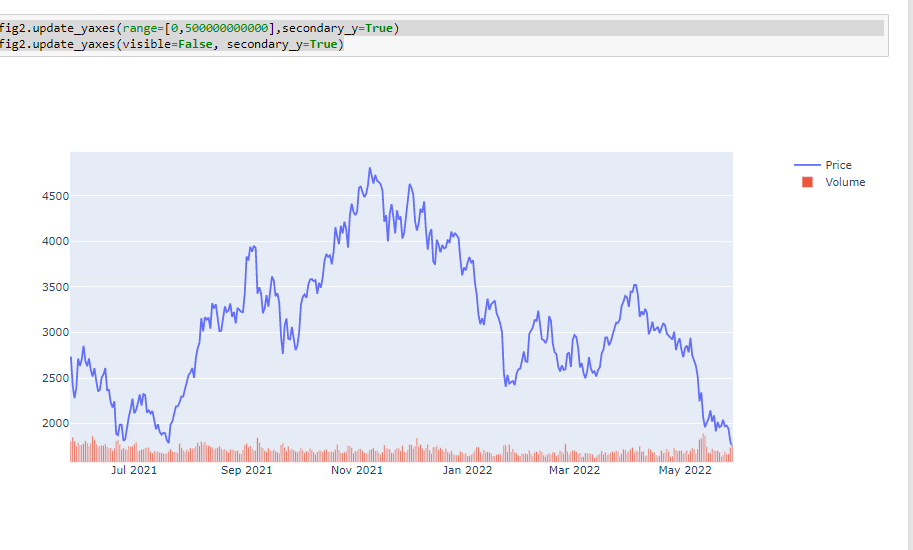 fig2.update_yaxes(range=[0,500000000000],secondary_y=True)
fig2.update_yaxes(visible=False, secondary_y=True)
Price
Volume
4500
4000
3500
3000
2500
2000
Jul 2021 Sep 2021 Nov 2021 Jan 2022 Mar 2022 May 2022